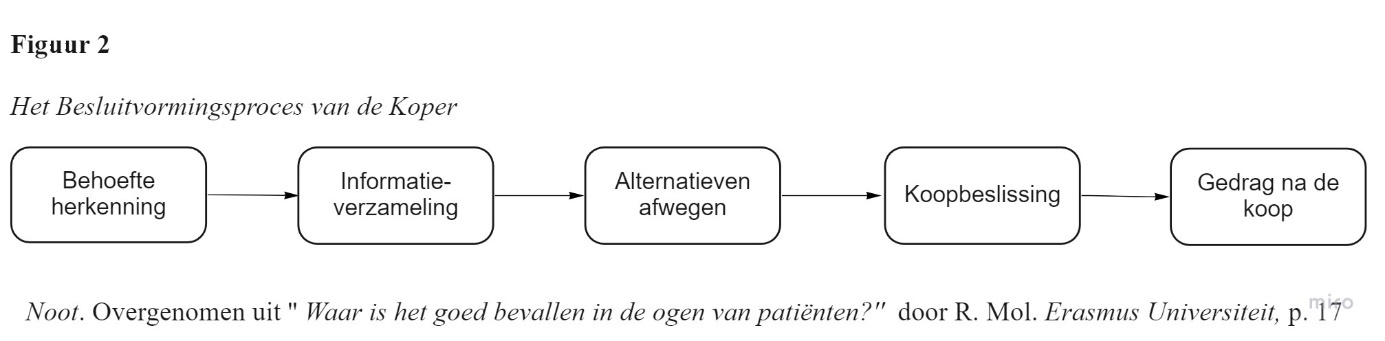 Figuur 2
Het Besluitvormingsproces van de Koper
Behoefte
herkenning
Informatie-
verzameling
Alternatieven
afwegen
Koopbeslissing
Gedrag na de
koop
Noot. Overgenomen uit " Waar is het goed bevallen in de ogen van patiënten?" door R. Mol. Erasmus Universiteit, p. 17
miro